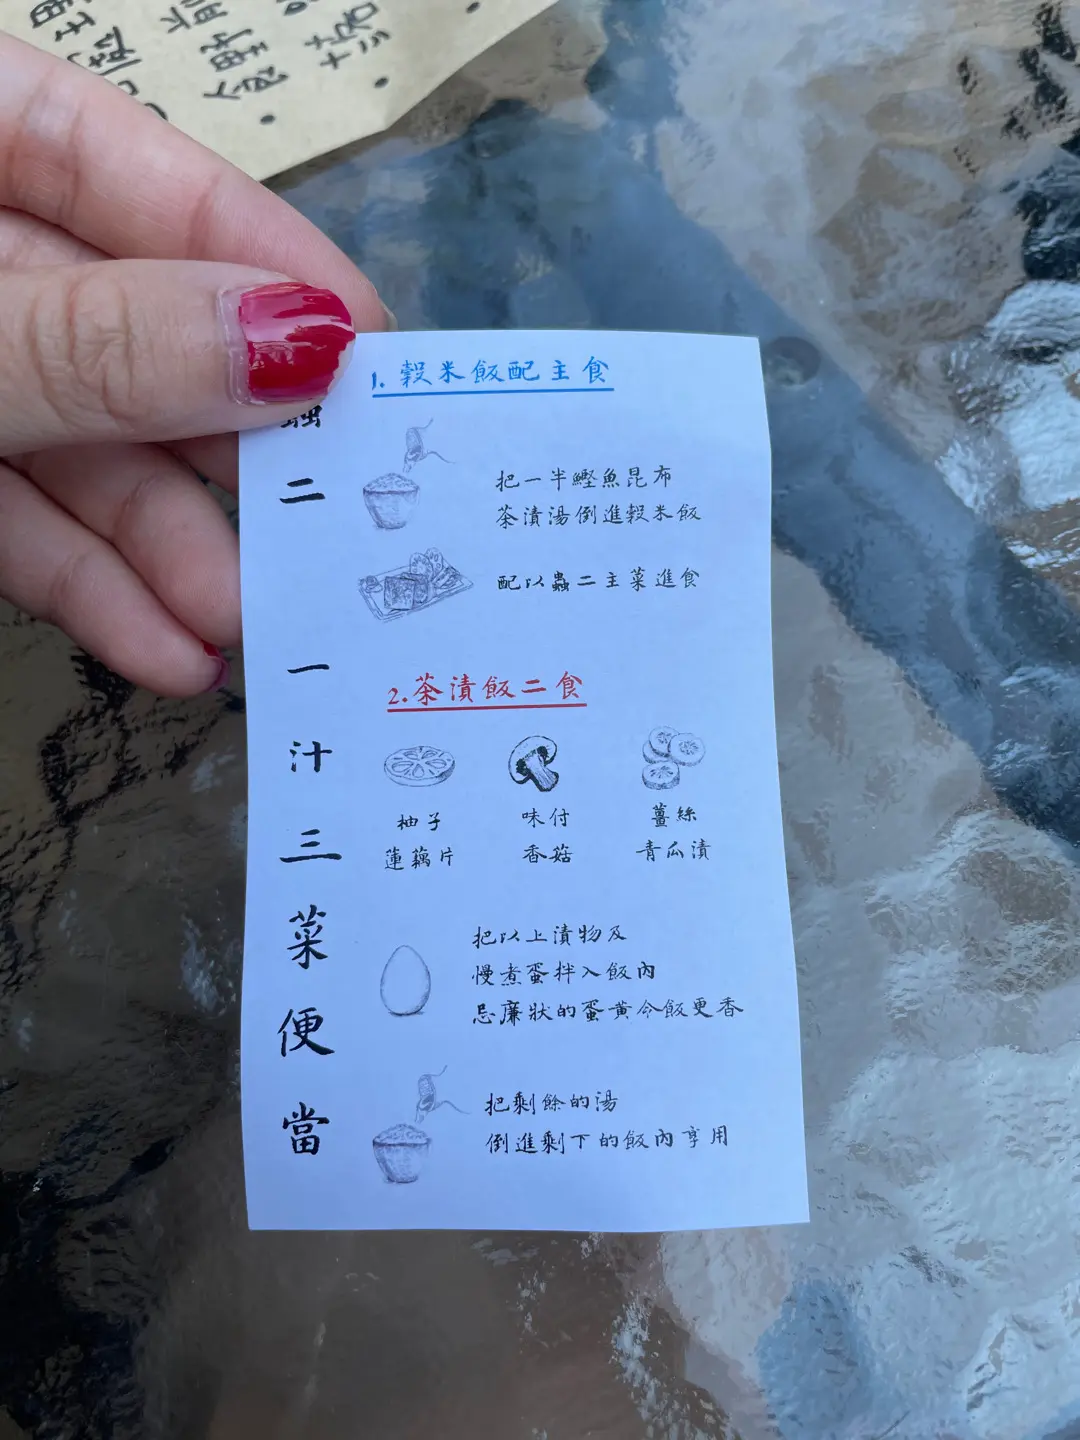 蟲二 一汁三菜便當
1. 穀米飯配主食
把一半鰹魚昆布
茶漬湯倒進穀米飯
配以蟲二主菜進食
2. 茶漬飯二食
柚子
蓮藕片
味付
香菇
薑絲
青瓜漬
把以上漬物及
慢煮蛋拌入飯內
忌廉狀的蛋黃令飯更香
把剩餘的湯
倒進剩下的飯內享用